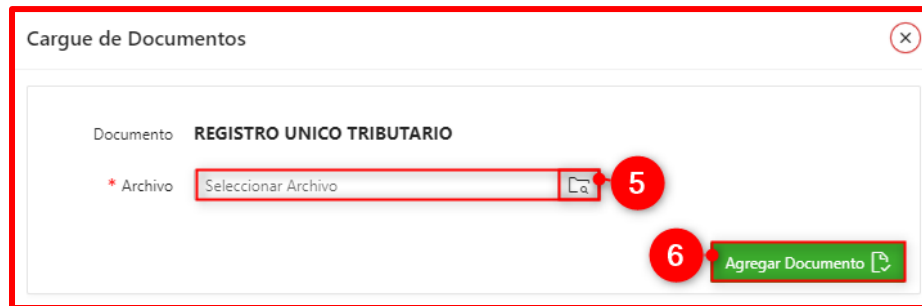 Cargue de Documentos
Documento REGISTRO UNICO TRIBUTARIO
* Archivo Seleccionar Archivo 5
6 Agregar Documento